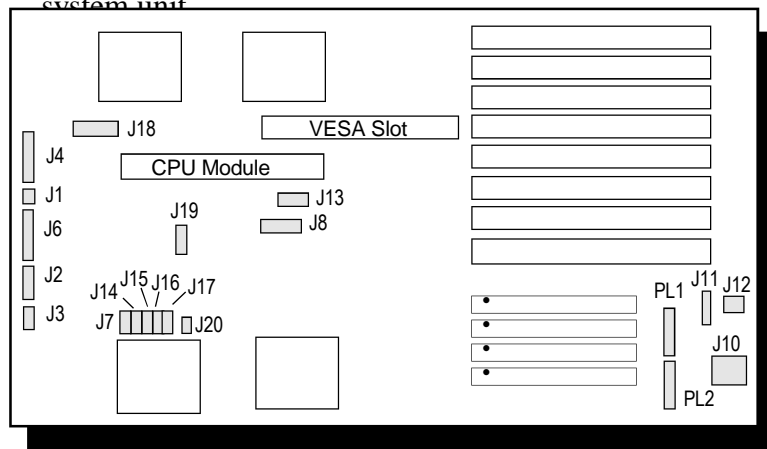 system unit
J18
VESA Slot
J4
CPU Module
J1
J13
J19
J8
J6
J2
J14
J15
J16
J17
J11
J12
PL1
J3
J7
J20
J10
PL2